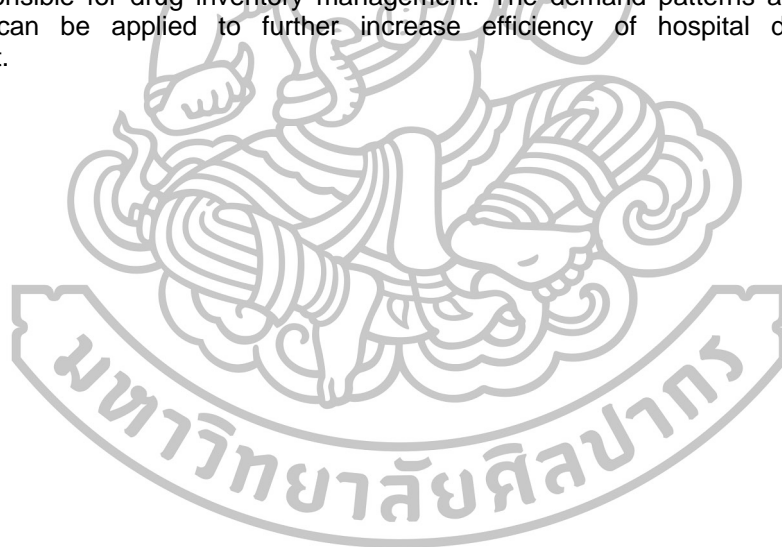 onsible for drug inventory management. The demand patterns a
can be applied to further increase efficiency of hospital d
t.
มหาวิทยาลัยศิลปากร